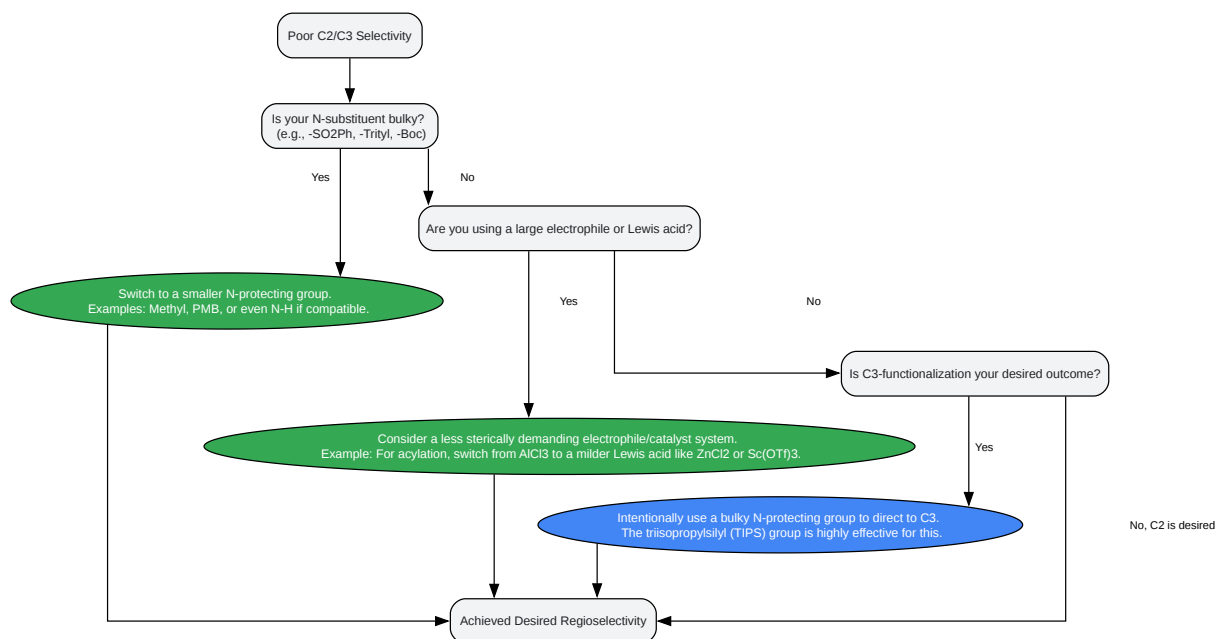 Poor C2/C3 Selectivity
Is your N-substituent bulky?
(e.g., -SO2Ph, -Trityl, -Boc)
Yes
No
Are you using a large electrophile or Lewis acid?
Switch to a smaller N-protecting group.
Examples: Methyl, PMB, or even N-H if compatible.
Yes
No
Is C3-functionalization your desired outcome?
Consider a less sterically demanding electrophile/catalyst system.
Example: For acylation, switch from AlCl3 to a milder Lewis acid like ZnCl2 or Sc(OTf)3.
Yes
Intentionally use a bulky N-protecting group to direct to C3.
The triisopropylsilyl (TIPS) group is highly effective for this.
No, C2 is desired
Achieved Desired Regioselectivity